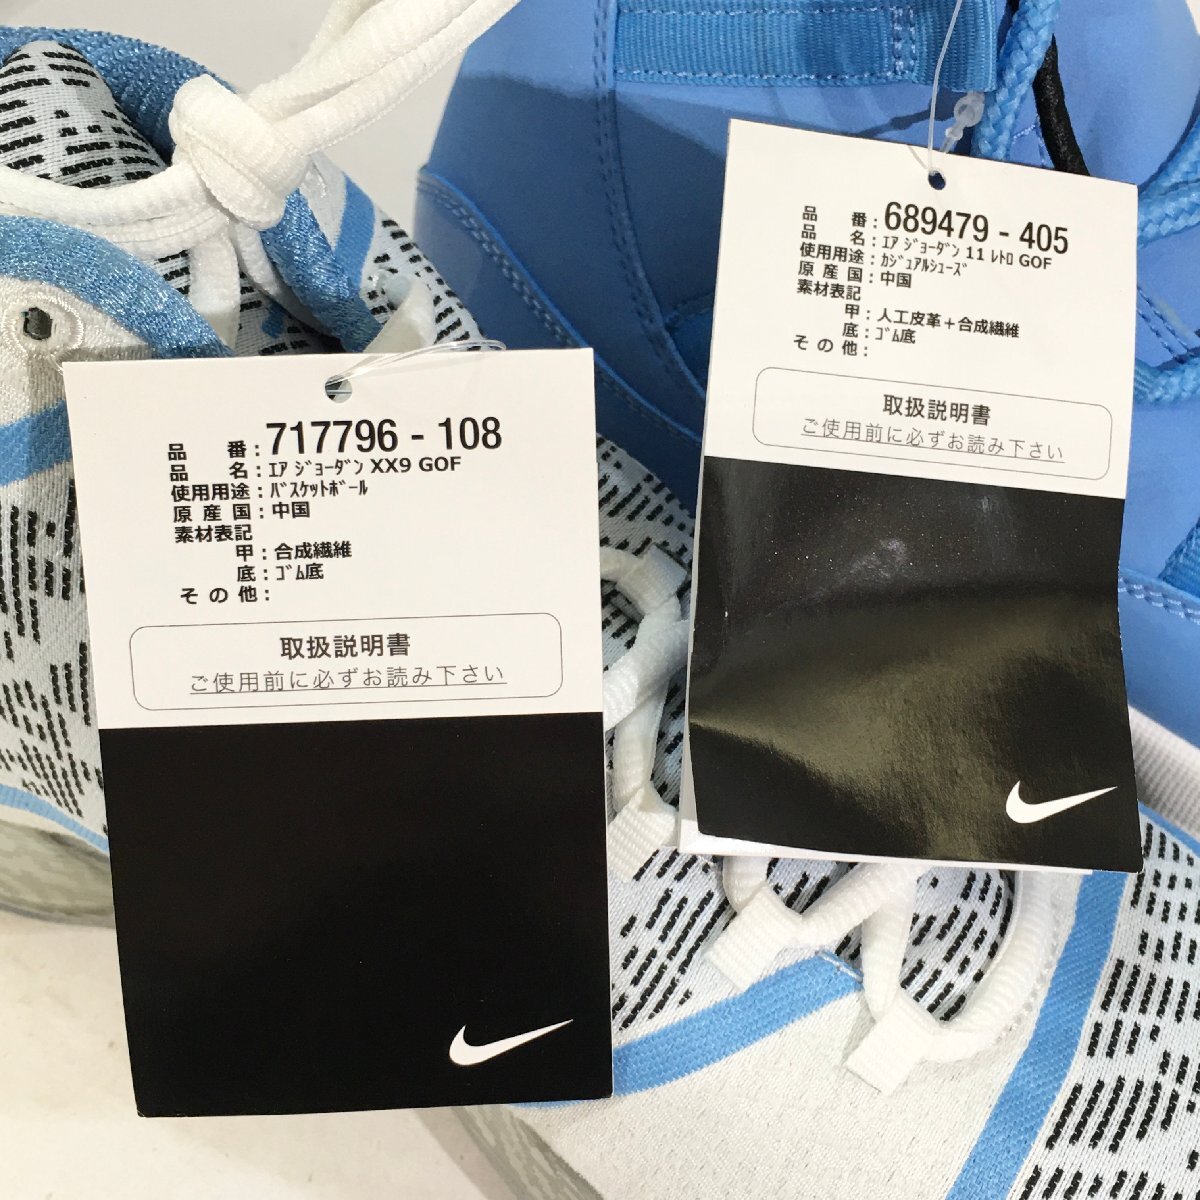 品 番 : 717796 - 108
品 名 : ｴｱ ｼﾞｮｰﾀﾞﾝ XX9 GOF
使用用途 : ﾊﾞｽｹｯﾄﾎﾞｰﾙ
原 産 国 : 中国
素材表記
甲 : 合成繊維
底 : ｺﾞﾑ底
そ の 他 :
取扱説明書
ご使用前に必ずお読み下さい
品 番 : 689479 - 405
品 名 : ｴｱ ｼﾞｮｰﾀﾞﾝ 11 ﾚﾄﾛ GOF
使用用途 : ｶｼﾞｭｱﾙｼｭｰｽﾞ
原 産 国 : 中国
素材表記
甲 : 人工皮革＋合成繊維
底 : ｺﾞﾑ底
そ の 他 :
取扱説明書
ご使用前に必ずお読み下さい